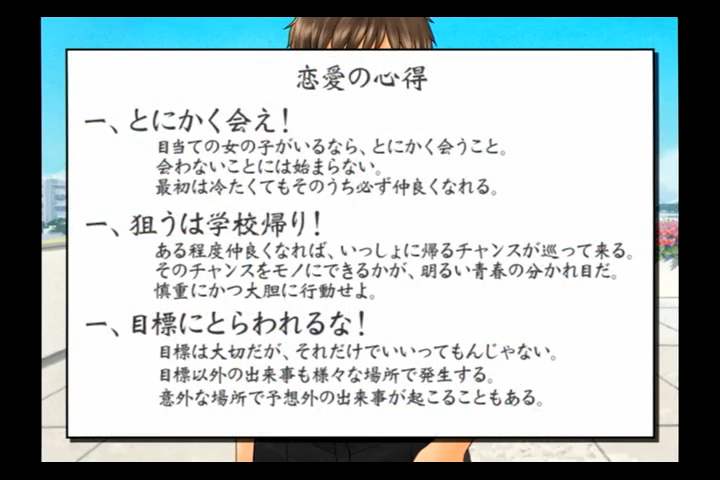 恋愛の心得
一、とにかく会え！
目当ての女の子がいるなら、とにかく会うこと。
会わないことには始まらない。
最初は冷たくてもそのうち必ず仲良くなれる。
一、狙うは学校帰り！
ある程度仲良くなれば、いっしょに帰るチャンスが巡って来る。
そのチャンスをモノにできるかが、明るい青春の分かれ目だ。
慎重にかつ大胆に行動せよ。
一、目標にとらわれるな！
目標は大切だが、それだけでいいってもんじゃない。
目標以外の出来事も様々な場所で発生する。
意外な場所で予想外の出来事が起こることもある。